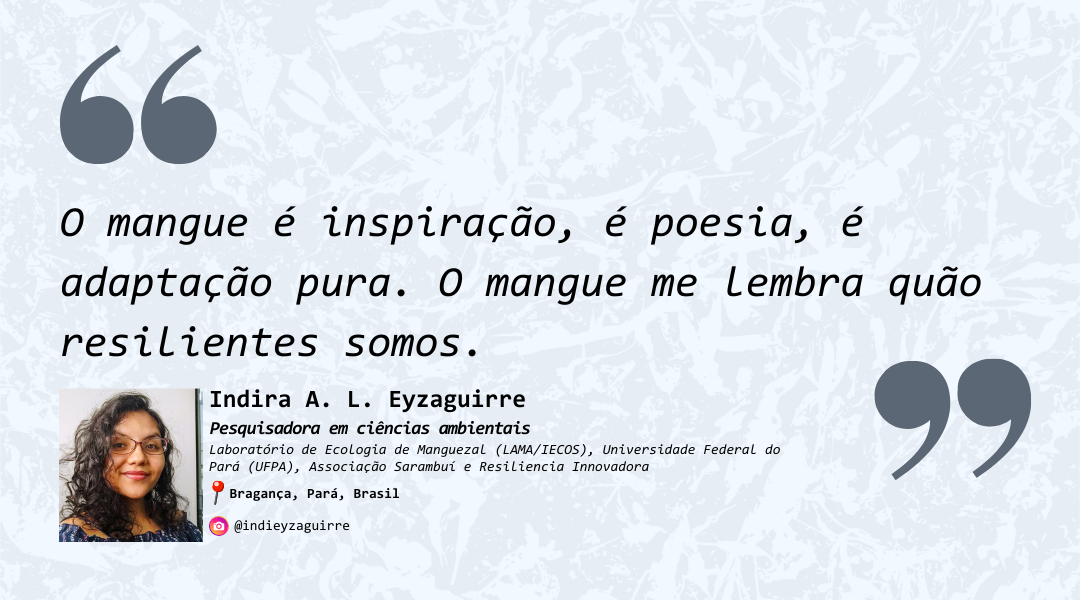 “
O mangue é inspiração, é poesia, é
adaptação pura. O mangue me lembra quão
resilientes somos.
”
Indira A. L. Eyzaguirre
Pesquisadora em ciências ambientais
Laboratório de Ecologia de Manguezal (LAMA/IECOS), Universidade Federal do
Pará (UFPA), Associação Sarambuí e Resiliencia Innovadora
Bragança, Pará, Brasil
@indieyzaguirre